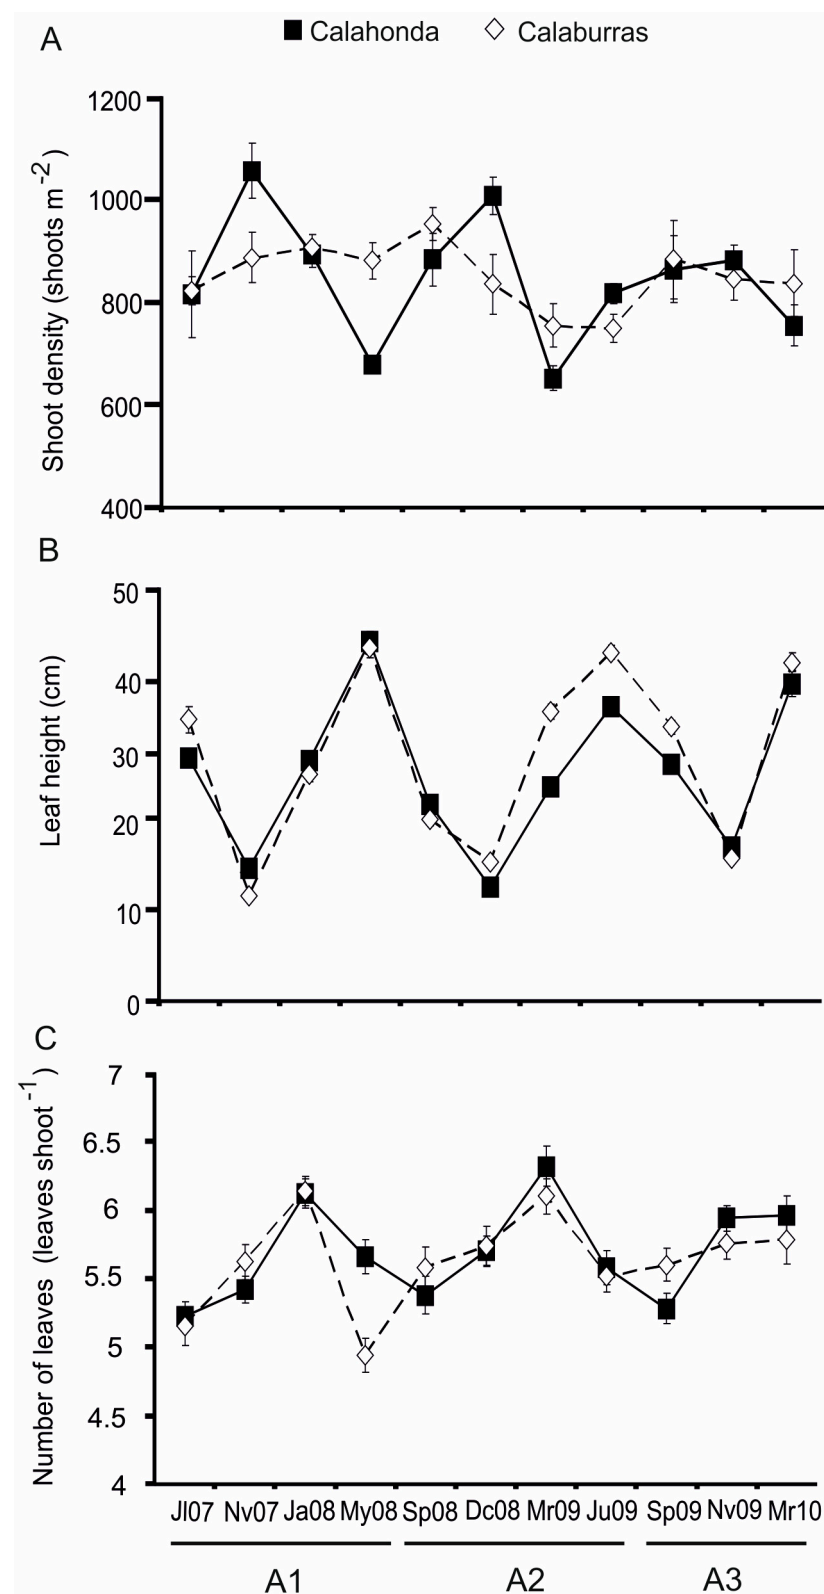 A
Calahonda
Calaburras
Shoot density (shoots m-2)
1200
1000
800
600
400
B
Leaf height (cm)
50
40
30
20
10
0
C
Number of leaves (leaves shoot-1)
7
6.5
6
5.5
5
4.5
4
Jl07 Nv07 Ja08 My08 Sp08 Dc08 Mr09 Ju09 Sp09 Nv09 Mr10
A1 A2 A3